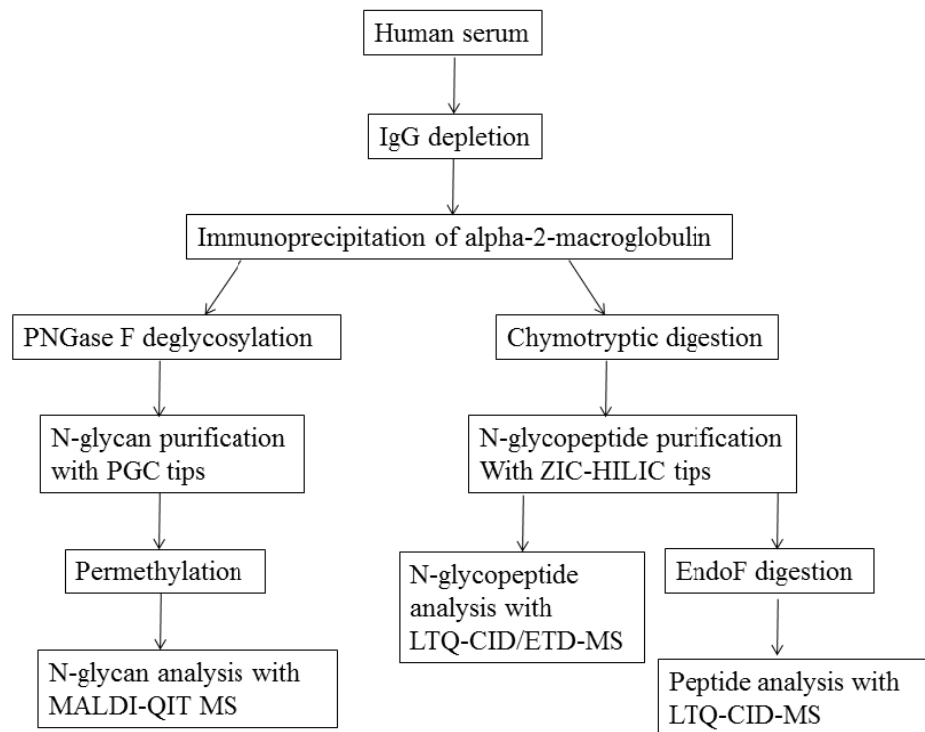 Human serum
IgG depletion
Immunoprecipitation of alpha-2-macroglobulin
PNGase F deglycosylation
Chymotryptic digestion
N-glycan purification
with PGC tips
N-glycopeptide purification
With ZIC-HILIC tips
Permethylation
N-glycopeptide
analysis with
LTQ-CID/ETD-MS
EndoF digestion
N-glycan analysis with
MALDI-QIT MS
Peptide analysis with
LTQ-CID-MS